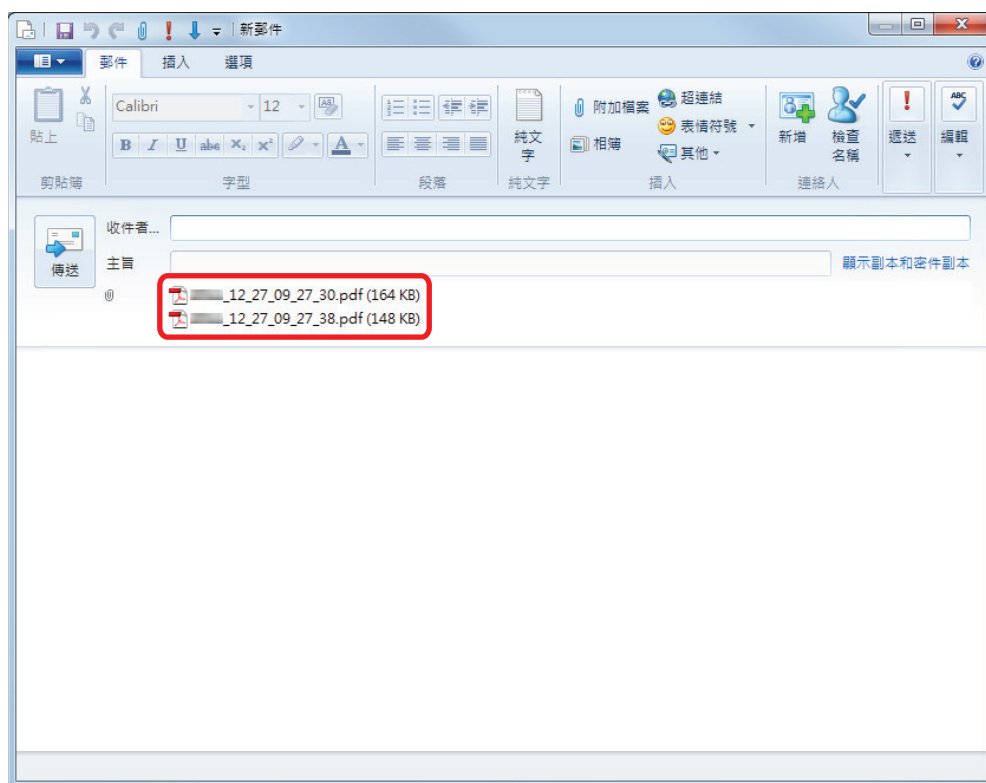 新郵件
郵件 插入 選項
Calibri 12
貼上
B I U abc X₂ X² A
純文字
附加檔案 超連結
表情符號
相簿 其他
新增 檢查名稱
遞送 ABC 編輯
剪貼簿 字型 段落 純文字 插入 連絡人
收件者...
傳送
主旨 顯示副本和密件副本
_12_27_09_27_30.pdf (164 KB)
_12_27_09_27_38.pdf (148 KB)